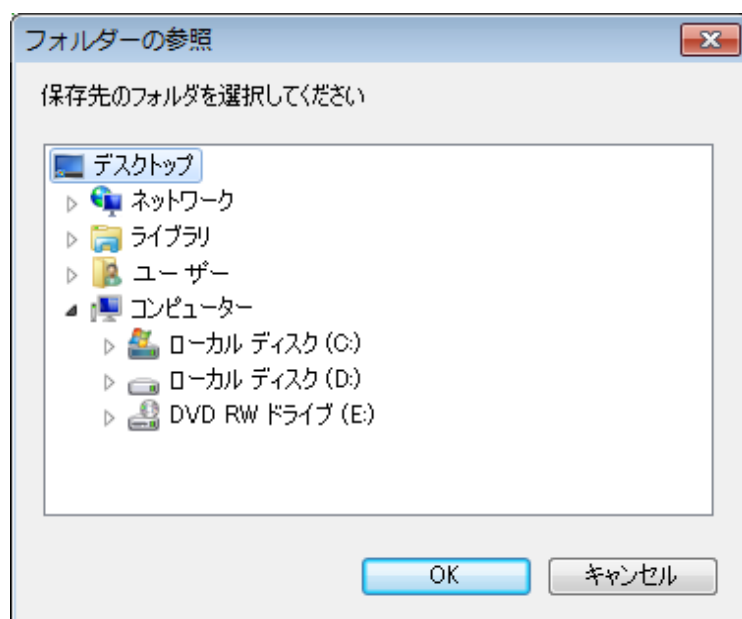 フォルダーの参照
保存先のフォルダを選択してください
デスクトップ
ネットワーク
ライブラリ
ユーザー
コンピューター
ローカル ディスク (C:)
ローカル ディスク (D:)
DVD RW ドライブ (E:)
OK
キャンセル